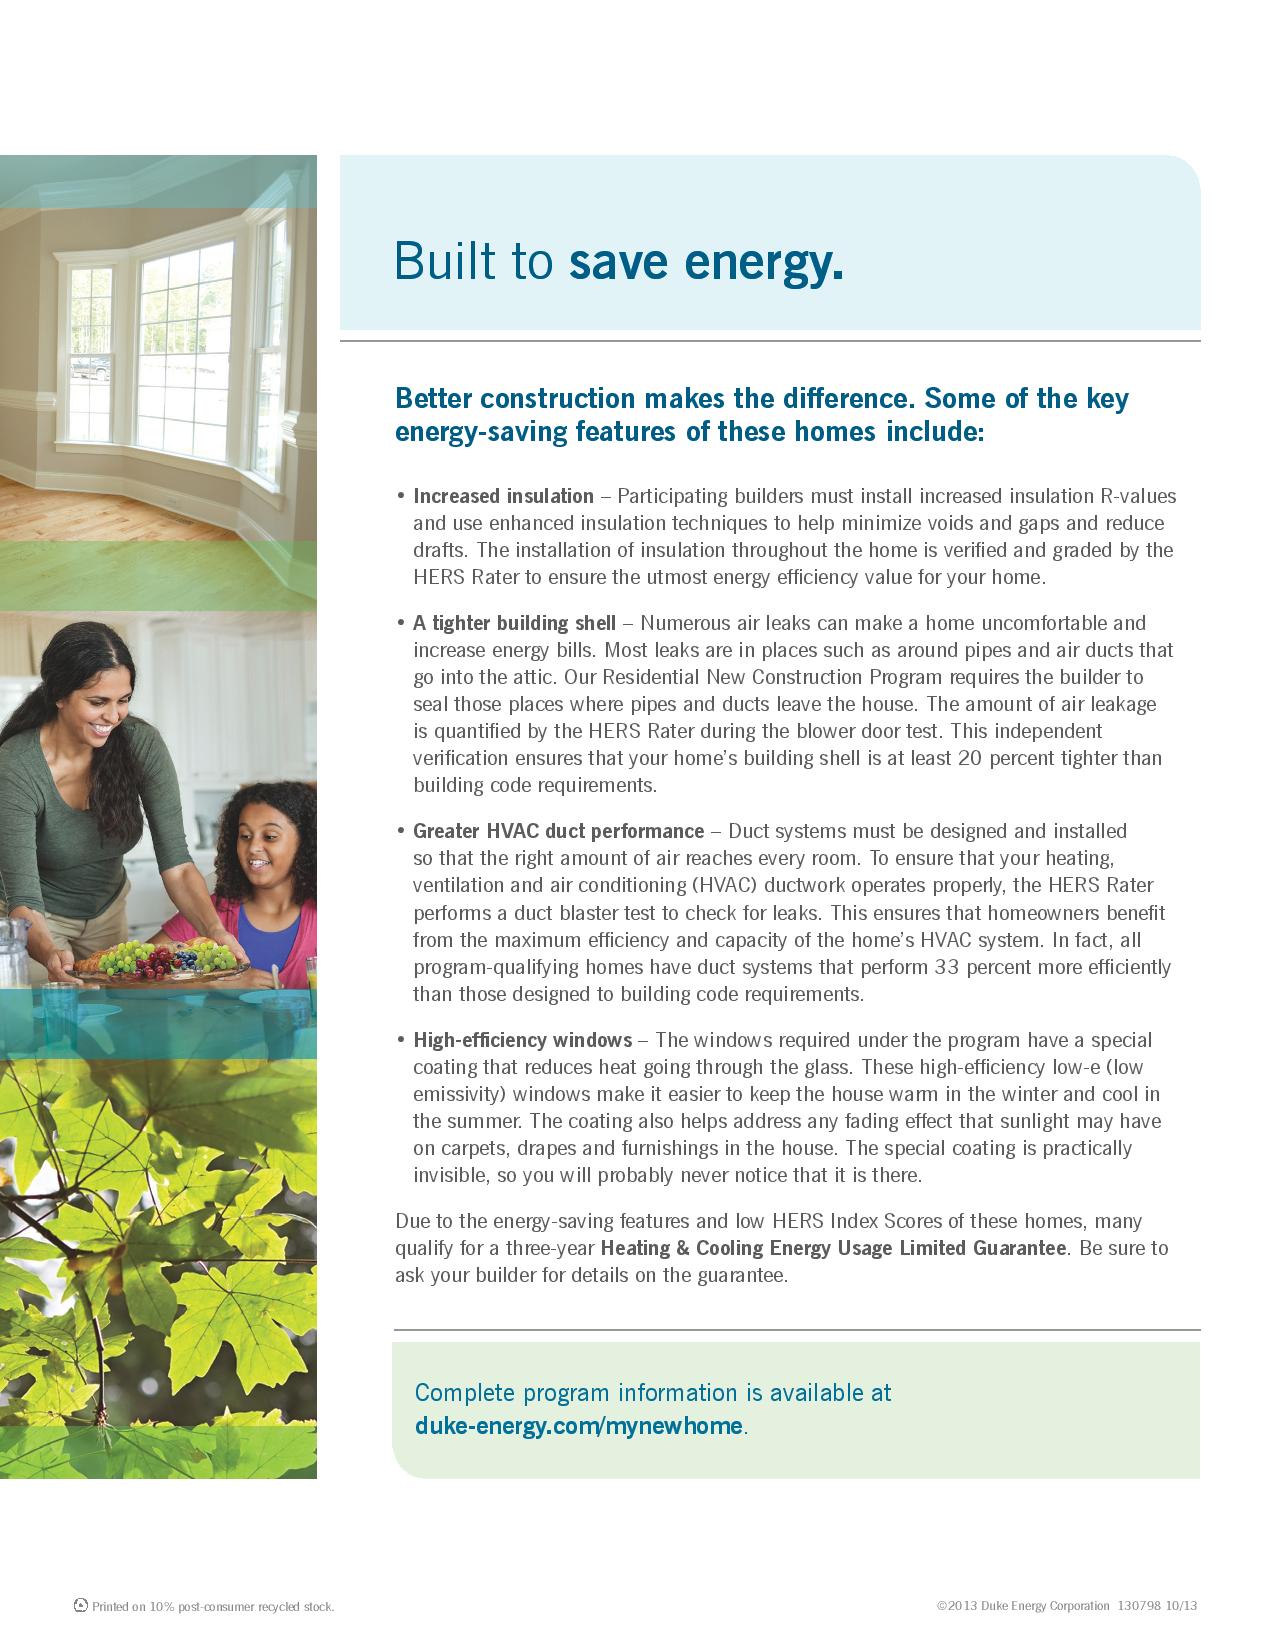 Built to save energy.
Better construction makes the difference. Some of the key
energy-saving features of these homes include:
• Increased insulation – Participating builders must install increased insulation R-values
and use enhanced insulation techniques to help minimize voids and gaps and reduce
drafts. The installation of insulation throughout the home is verified and graded by the
HERS Rater to ensure the utmost energy efficiency value for your home.
• A tighter building shell – Numerous air leaks can make a home uncomfortable and
increase energy bills. Most leaks are in places such as around pipes and air ducts that
go into the attic. Our Residential New Construction Program requires the builder to
seal those places where pipes and ducts leave the house. The amount of air leakage
is quantified by the HERS Rater during the blower door test. This independent
verification ensures that your home's building shell is at least 20 percent tighter than
building code requirements.
• Greater HVAC duct performance – Duct systems must be designed and installed
so that the right amount of air reaches every room. To ensure that your heating,
ventilation and air conditioning (HVAC) ductwork operates properly, the HERS Rater
performs a duct blaster test to check for leaks. This ensures that homeowners benefit
from the maximum efficiency and capacity of the home's HVAC system. In fact, all
program-qualifying homes have duct systems that perform 33 percent more efficiently
than those designed to building code requirements.
• High-efficiency windows – The windows required under the program have a special
coating that reduces heat going through the glass. These high-efficiency low-e (low
emissivity) windows make it easier to keep the house warm in the winter and cool in
the summer. The coating also helps address any fading effect that sunlight may have
on carpets, drapes and furnishings in the house. The special coating is practically
invisible, so you will probably never notice that it is there.
Due to the energy-saving features and low HERS Index Scores of these homes, many
qualify for a three-year Heating & Cooling Energy Usage Limited Guarantee. Be sure to
ask your builder for details on the guarantee.
Complete program information is available at
duke-energy.com/mynewhome.
Printed on 10% post-consumer recycled stock.
©2013 Duke Energy Corporation 130798 10/13